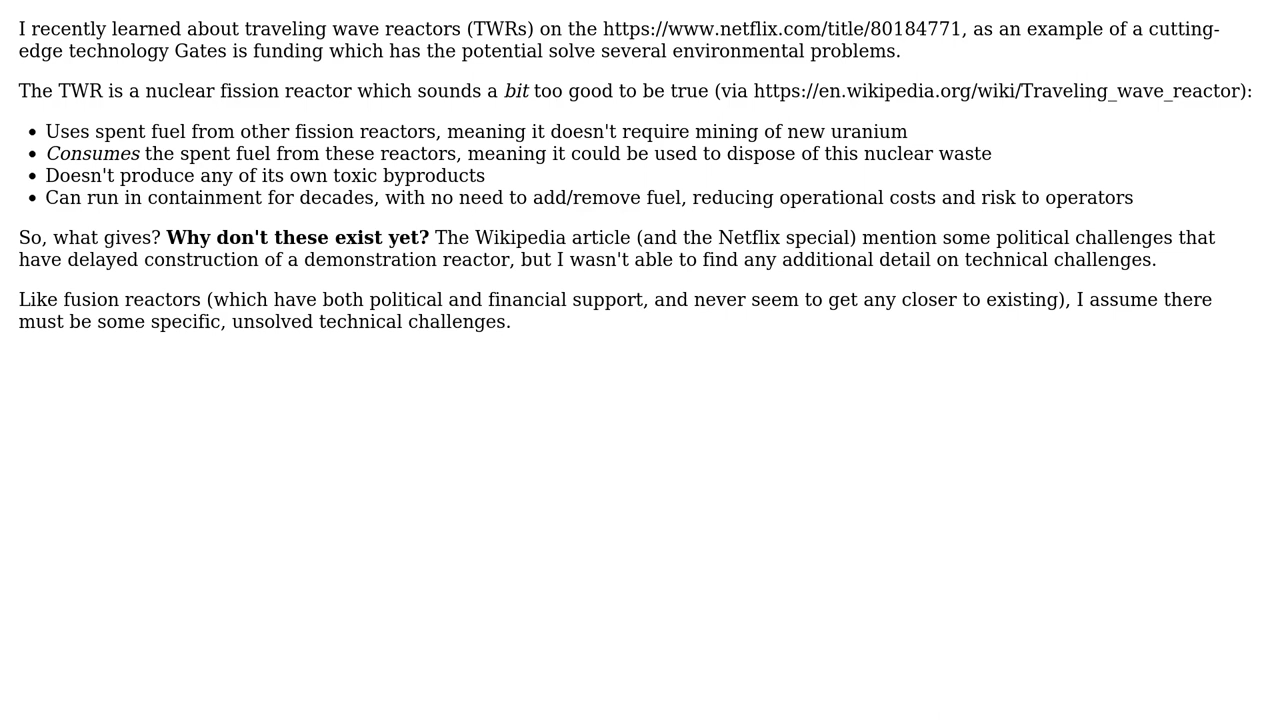 I recently learned about traveling wave reactors (TWRs) on the https://www.netflix.com/title/80184771, as an example of a cutting-
edge technology Gates is funding which has the potential solve several environmental problems.
The TWR is a nuclear fission reactor which sounds a bit too good to be true (via https://en.wikipedia.org/wiki/Traveling_wave_reactor):
• Uses spent fuel from other fission reactors, meaning it doesn't require mining of new uranium
• Consumes the spent fuel from these reactors, meaning it could be used to dispose of this nuclear waste
• Doesn't produce any of its own toxic byproducts
• Can run in containment for decades, with no need to add/remove fuel, reducing operational costs and risk to operators
So, what gives? Why don't these exist yet? The Wikipedia article (and the Netflix special) mention some political challenges that
have delayed construction of a demonstration reactor, but I wasn't able to find any additional detail on technical challenges.
Like fusion reactors (which have both political and financial support, and never seem to get any closer to existing), I assume there
must be some specific, unsolved technical challenges.